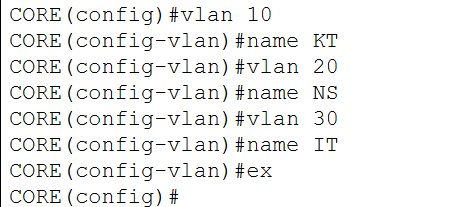 CORE(config)#vlan 10
CORE(config-vlan)#name KT
CORE(config-vlan)#vlan 20
CORE(config-vlan)#name NS
CORE(config-vlan)#vlan 30
CORE(config-vlan)#name IT
CORE(config-vlan)#ex
CORE(config)#